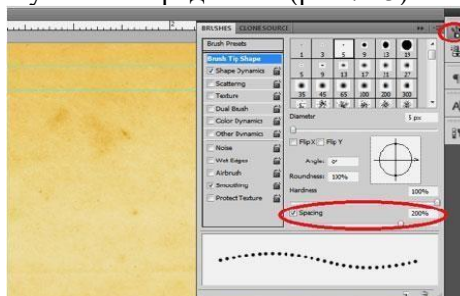 BRUSHES CLONE SOURCE
Brush Presets
Brush Tip Shape
Shape Dynamics
Scattering
Texture
Dual Brush
Color Dynamics
Other Dynamics
Noise
Wet Edges
Airbrush
Smoothing
Protect Texture
1 3 5 9 13 19
5 9 13 17 21 27
35 45 65 100 200 300
Diameter 5 px
Flip X Flip Y
Angle: 0°
Roundness: 100%
Hardness 100%
Spacing 200%